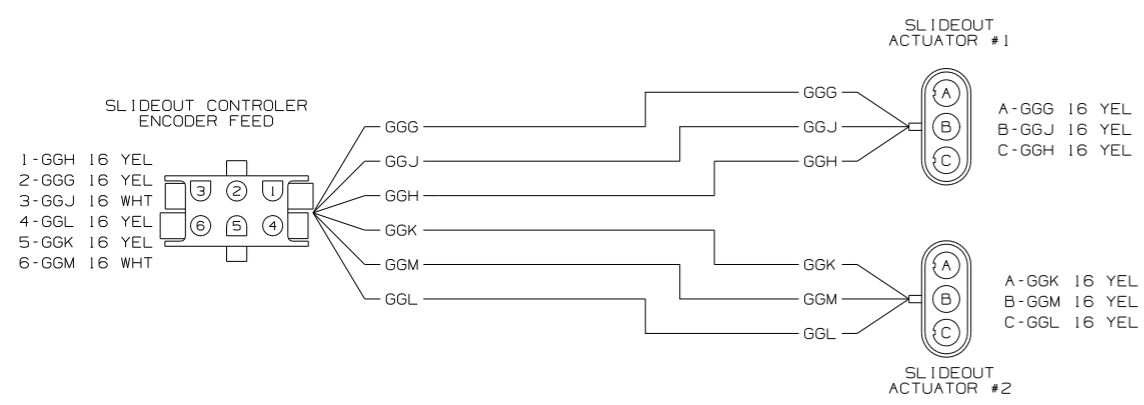 SLIDEOUT
ACTUATOR #1
SLIDEOUT CONTROLER
ENCODER FEED
1-GGH 16 YEL
2-GGG 16 YEL
3-GGJ 16 WHT
4-GGL 16 YEL
5-GGK 16 YEL
6-GGM 16 WHT
3 2 1
6 5 4
GGG
GGJ
GGH
GGK
GGM
GGL
GGG
GGJ
GGH
GGK
GGM
GGL
A
B
C
A-GGG 16 YEL
B-GGJ 16 YEL
C-GGH 16 YEL
A
B
C
A-GGK 16 YEL
B-GGM 16 YEL
C-GGL 16 YEL
SLIDEOUT
ACTUATOR #2